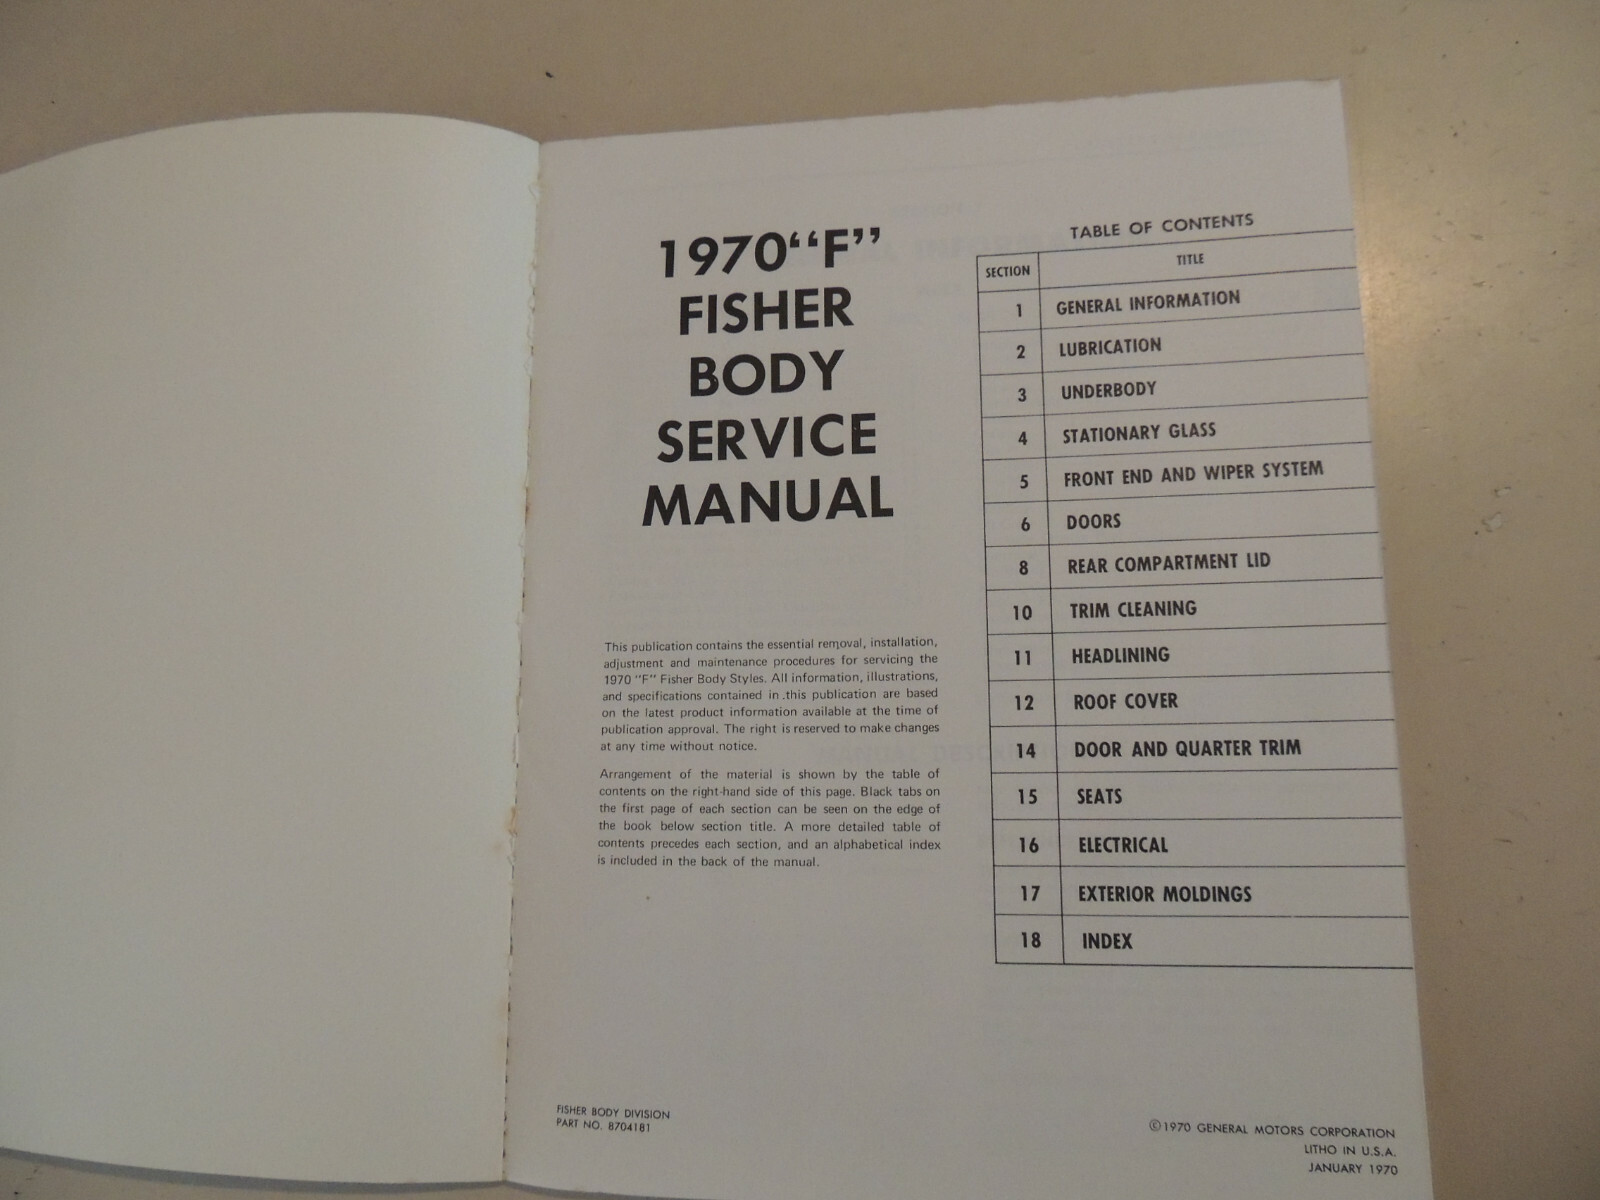 1970“F”
FISHER
BODY
SERVICE
MANUAL
This publication contains the essential removal, installation,
adjustment and maintenance procedures for servicing the
1970 "F" Fisher Body Styles. All information, illustrations,
and specifications contained in .this publication are based
on the latest product information available at the time of
publication approval. The right is reserved to make changes
at any time without notice.
Arrangement of the material is shown by the table of
contents on the right-hand side of this page. Black tabs on
the first page of each section can be seen on the edge of
the book below section title. A more detailed table of
contents precedes each section, and an alphabetical index
is included in the back of the manual.
FISHER BODY DIVISION
PART NO. 8704181
TABLE OF CONTENTS
SECTION TITLE
1 GENERAL INFORMATION
2 LUBRICATION
3 UNDERBODY
4 STATIONARY GLASS
5 FRONT END AND WIPER SYSTEM
6 DOORS
8 REAR COMPARTMENT LID
10 TRIM CLEANING
11 HEADLINING
12 ROOF COVER
14 DOOR AND QUARTER TRIM
15 SEATS
16 ELECTRICAL
17 EXTERIOR MOLDINGS
18 INDEX
©1970 GENERAL MOTORS CORPORATION
LITHO IN U.S.A.
JANUARY 1970